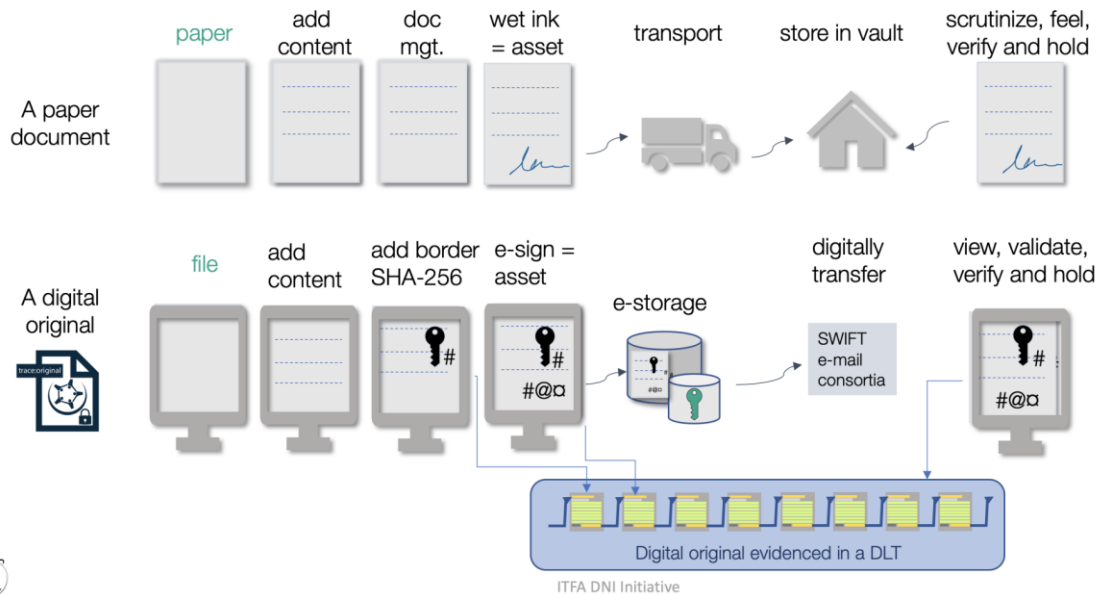 paper
add
content
doc
mgt.
wet ink
= asset
transport
store in vault
scrutinize, feel,
verify and hold
A paper
document
file
add
content
add border
SHA-256
e-sign =
asset
e-storage
digitally
transfer
view, validate,
verify and hold
A digital
original
trace:original
#
#
#@¤
#
#@¤
SWIFT
e-mail
consortia
#
#@¤
Digital original evidenced in a DLT
ITFA DNI Initiative